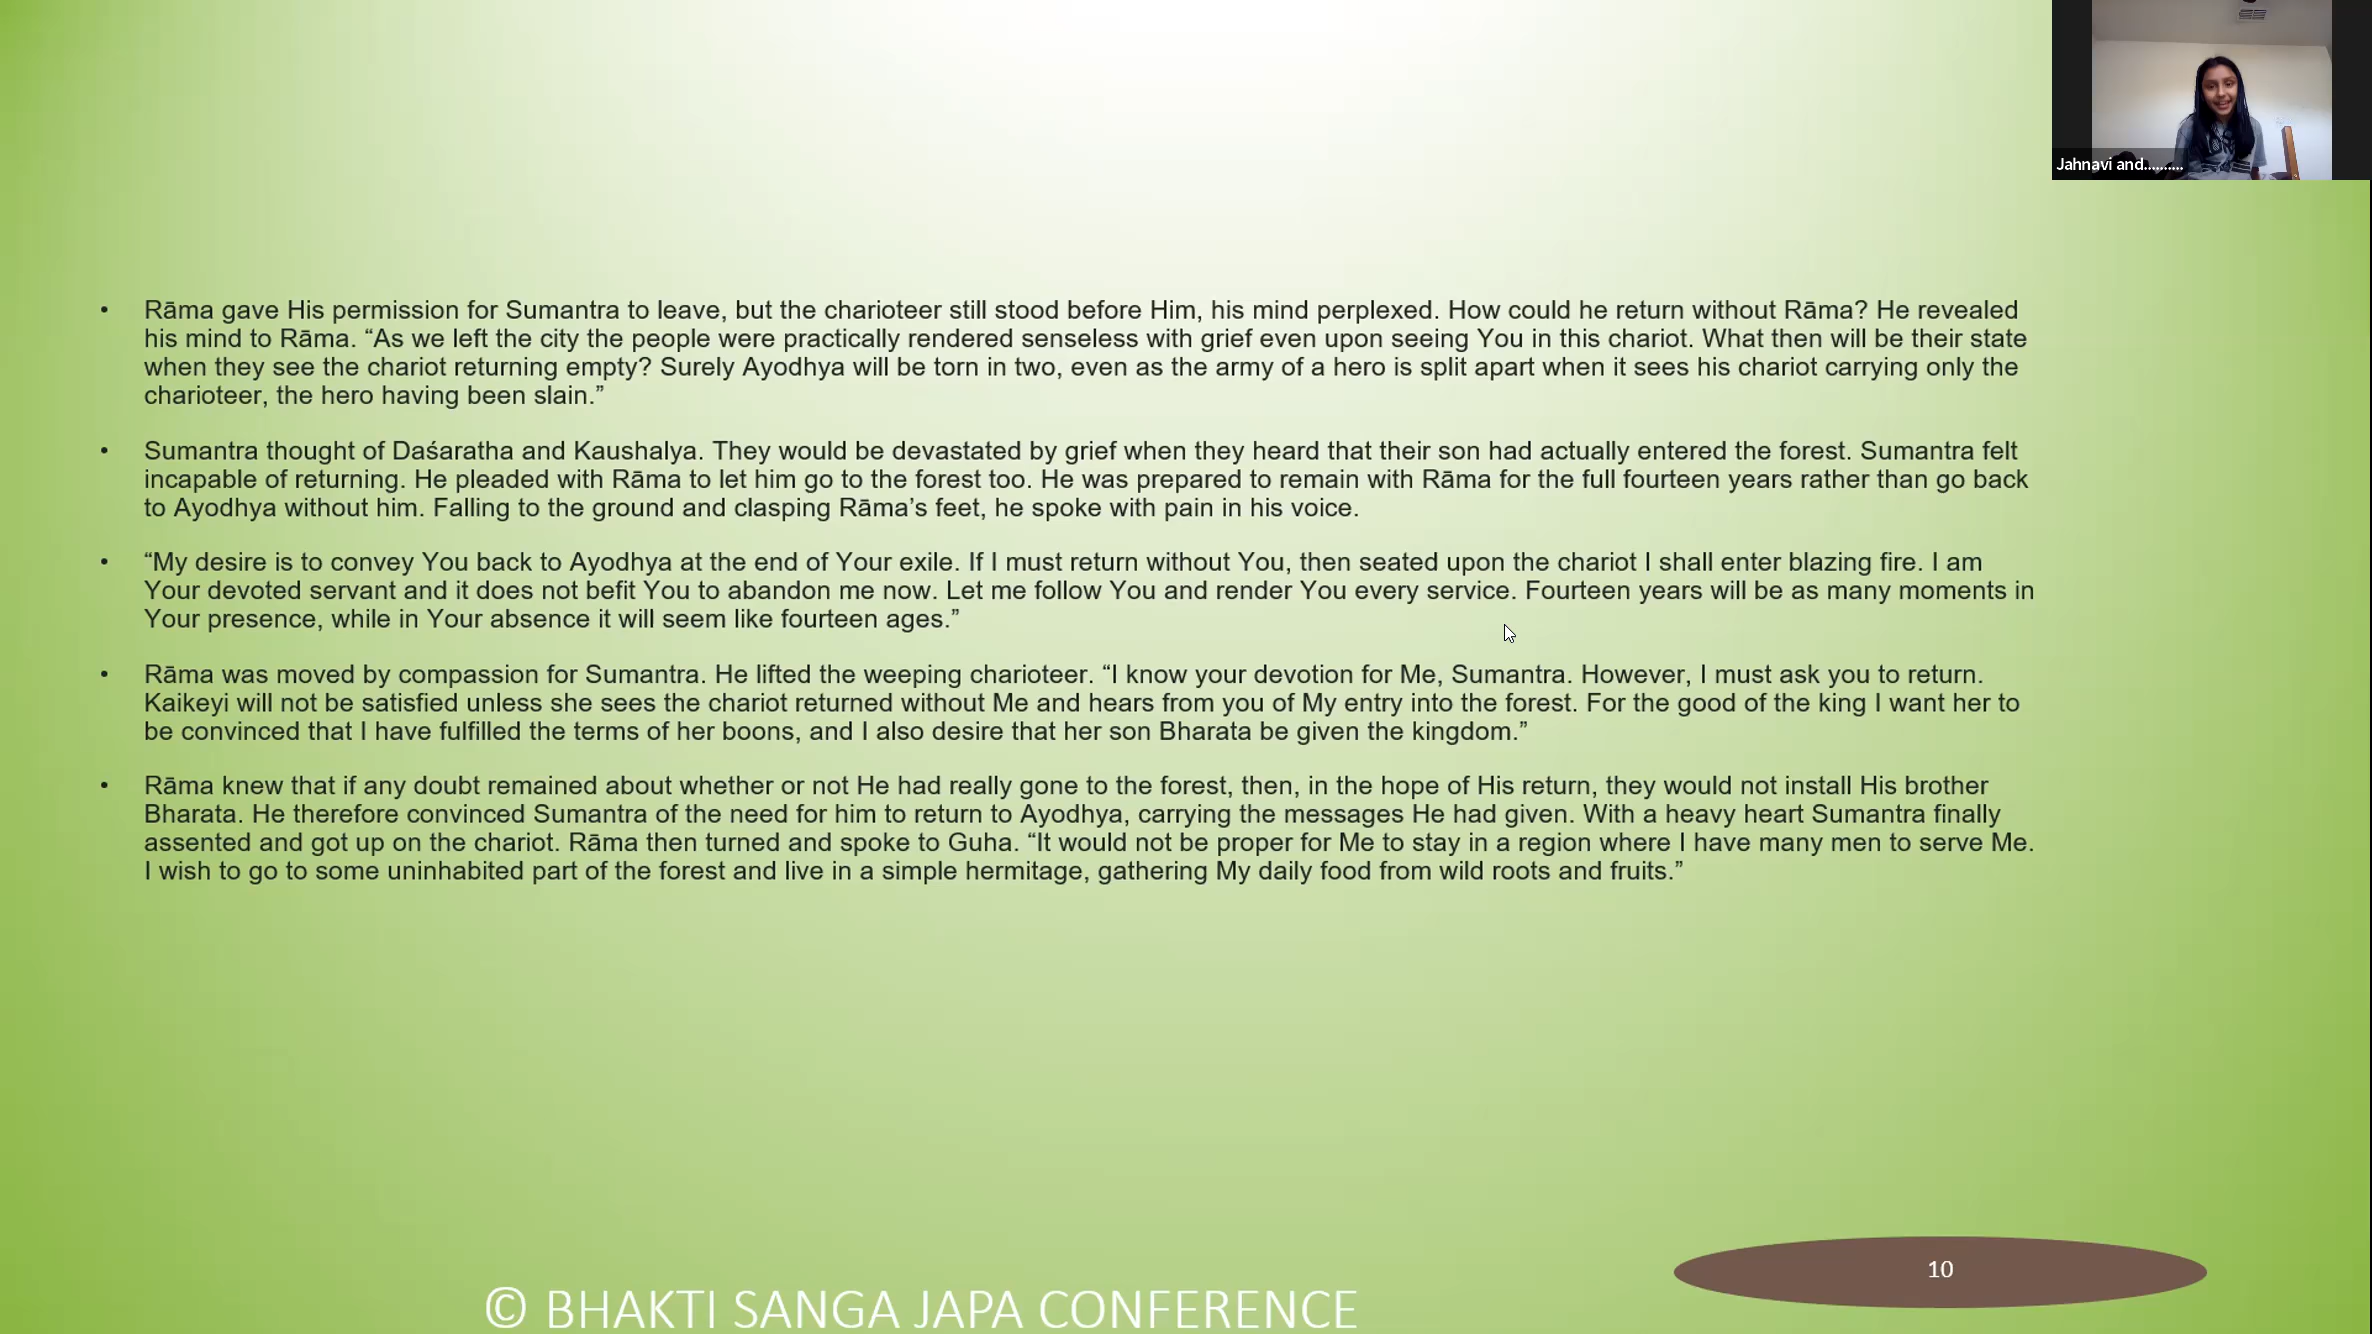 Jahnavi and..........
• Rāma gave His permission for Sumantra to leave, but the charioteer still stood before Him, his mind perplexed. How could he return without Rāma? He revealed
his mind to Rāma. “As we left the city the people were practically rendered senseless with grief even upon seeing You in this chariot. What then will be their state
when they see the chariot returning empty? Surely Ayodhya will be torn in two, even as the army of a hero is split apart when it sees his chariot carrying only the
charioteer, the hero having been slain.”
• Sumantra thought of Daśaratha and Kaushalya. They would be devastated by grief when they heard that their son had actually entered the forest. Sumantra felt
incapable of returning. He pleaded with Rāma to let him go to the forest too. He was prepared to remain with Rāma for the full fourteen years rather than go back
to Ayodhya without him. Falling to the ground and clasping Rāma’s feet, he spoke with pain in his voice.
• “My desire is to convey You back to Ayodhya at the end of Your exile. If I must return without You, then seated upon the chariot I shall enter blazing fire. I am
Your devoted servant and it does not befit You to abandon me now. Let me follow You and render You every service. Fourteen years will be as many moments in
Your presence, while in Your absence it will seem like fourteen ages.”
• Rāma was moved by compassion for Sumantra. He lifted the weeping charioteer. “I know your devotion for Me, Sumantra. However, I must ask you to return.
Kaikeyi will not be satisfied unless she sees the chariot returned without Me and hears from you of My entry into the forest. For the good of the king I want her to
be convinced that I have fulfilled the terms of her boons, and I also desire that her son Bharata be given the kingdom.”
• Rāma knew that if any doubt remained about whether or not He had really gone to the forest, then, in the hope of His return, they would not install His brother
Bharata. He therefore convinced Sumantra of the need for him to return to Ayodhya, carrying the messages He had given. With a heavy heart Sumantra finally
assented and got up on the chariot. Rāma then turned and spoke to Guha. “It would not be proper for Me to stay in a region where I have many men to serve Me.
I wish to go to some uninhabited part of the forest and live in a simple hermitage, gathering My daily food from wild roots and fruits.”
10
© BHAKTI SANGA JAPA CONFERENCE